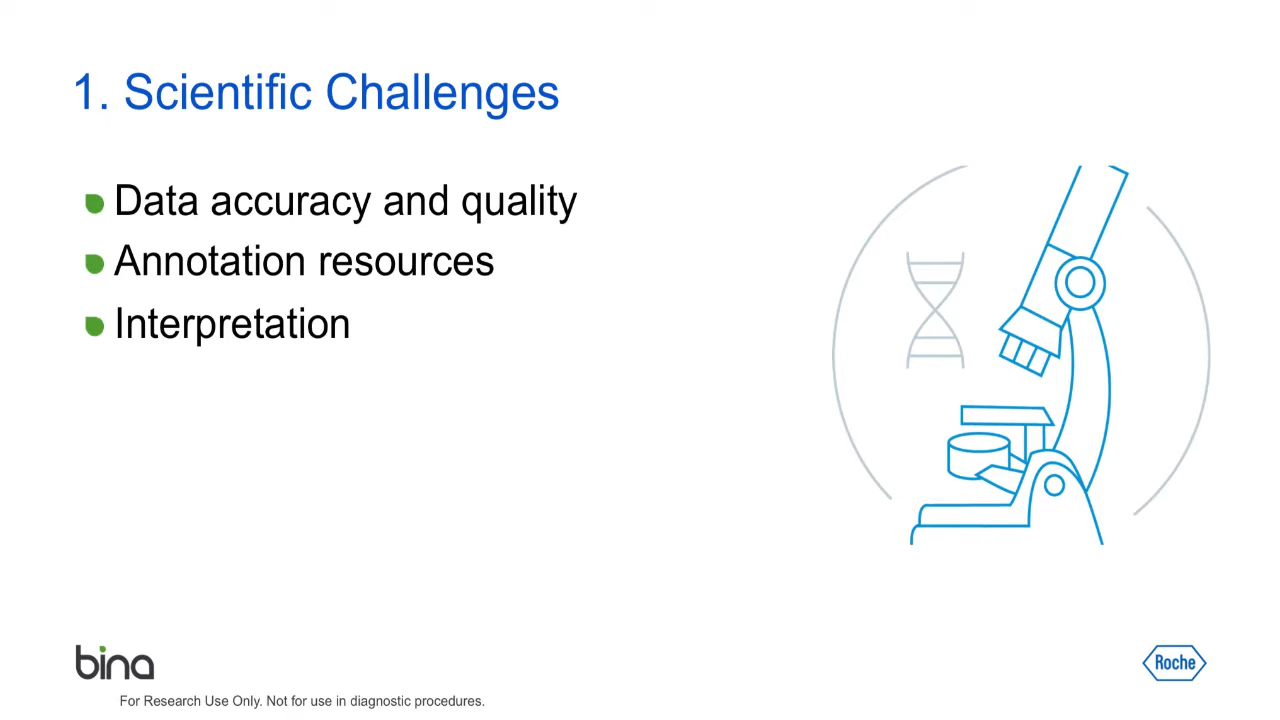 1. Scientific Challenges
Data accuracy and quality
Annotation resources
Interpretation
bina
Roche
For Research Use Only. Not for use in diagnostic procedures.